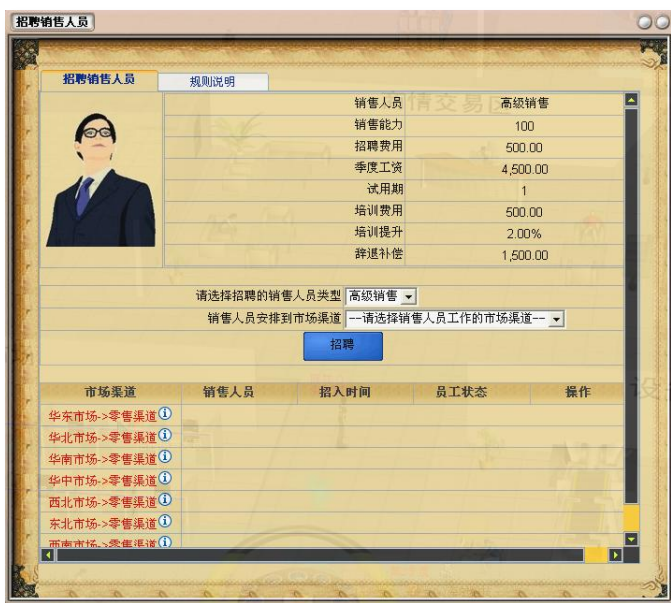 招聘销售人员
招聘销售人员 规则说明
销售人员 高级销售
销售能力 100
招聘费用 500.00
季度工资 4,500.00
试用期 1
培训费用 500.00
培训提升 2.00%
辞退补偿 1,500.00
请选择招聘的销售人员类型 高级销售
销售人员安排到市场渠道 --请选择销售人员工作的市场渠道--
招聘
市场渠道 销售人员 招入时间 员工状态 操作
华东市场->零售渠道
华北市场->零售渠道
华南市场->零售渠道
华中市场->零售渠道
西北市场->零售渠道
东北市场->零售渠道
西南市场->零售渠道